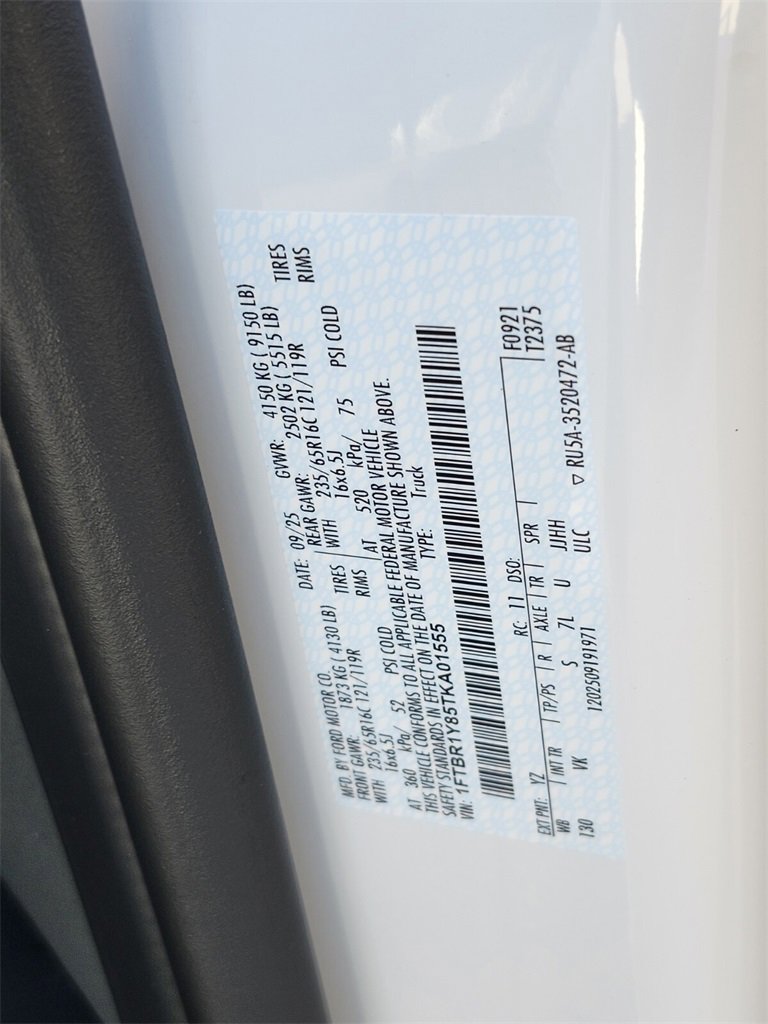 MFD. BY FORD MOTOR CO. DATE: 09/25 GVWR: 4150 KG ( 9150 LB)
FRONT GAWR: 1873 KG ( 4130 LB) REAR GAWR: 2502 KG ( 5515 LB)
WITH 235/65R16C 121/119R TIRES WITH 235/65R16C 121/119R TIRES
16x6.5J RIMS 16x6.5J RIMS
AT 360 kPa/ 52 PSI COLD AT 520 kPa/ 75 PSI COLD
THIS VEHICLE CONFORMS TO ALL APPLICABLE FEDERAL MOTOR VEHICLE
SAFETY STANDARDS IN EFFECT ON THE DATE OF MANUFACTURE SHOWN ABOVE.
VIN: 1FTBR1Y85TKA01555 TYPE: Truck
F0921
T2375
EXT PNT: YZ RC: 11 DSO:
WB INT TR TP/PS R AXLE TR SPR
130 VK S 7L U JJHH
1202509191971 ULC ▽ RU5A-3520472-AB